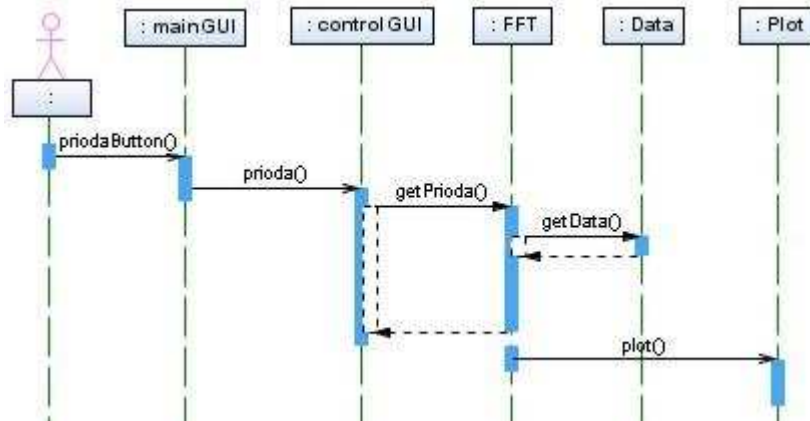 : mainGUI
: controlGUI
: FFT
: Data
: Plot
:
priodaButton()
prioda()
getPrioda()
getData()
plot()